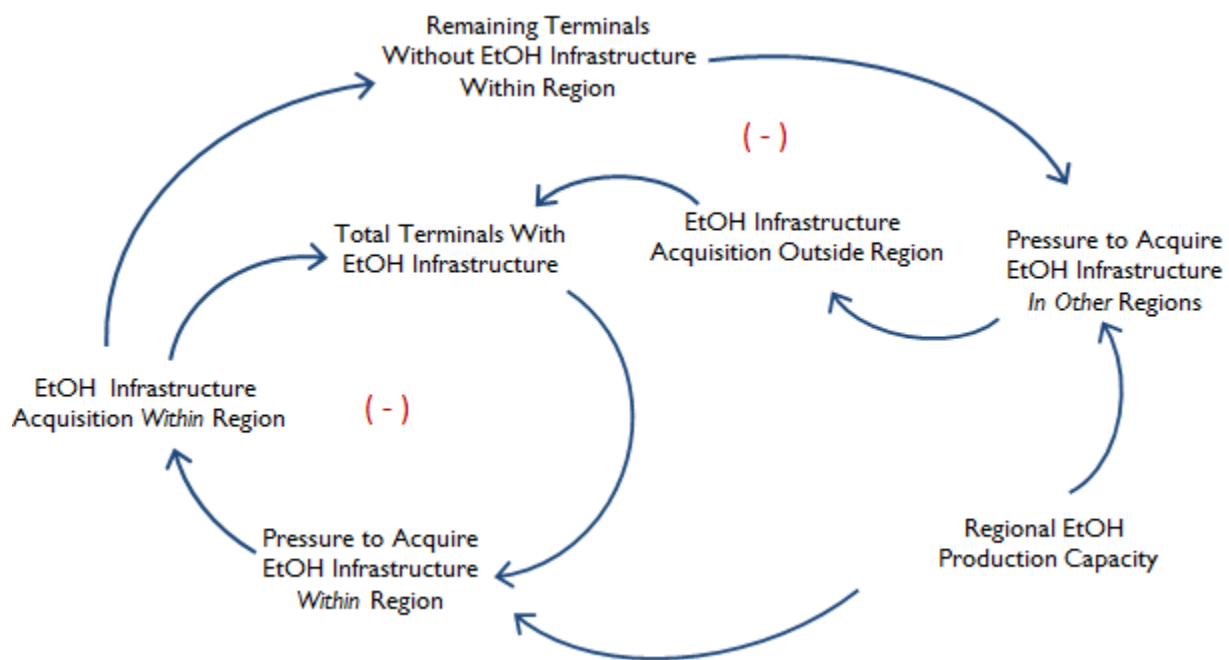 Remaining Terminals
Without EtOH Infrastructure
Within Region
( - )
Total Terminals With
EtOH Infrastructure
EtOH Infrastructure
Acquisition Outside Region
Pressure to Acquire
EtOH Infrastructure
In Other Regions
EtOH Infrastructure
Acquisition Within Region
( - )
Pressure to Acquire
EtOH Infrastructure
Within Region
Regional EtOH
Production Capacity